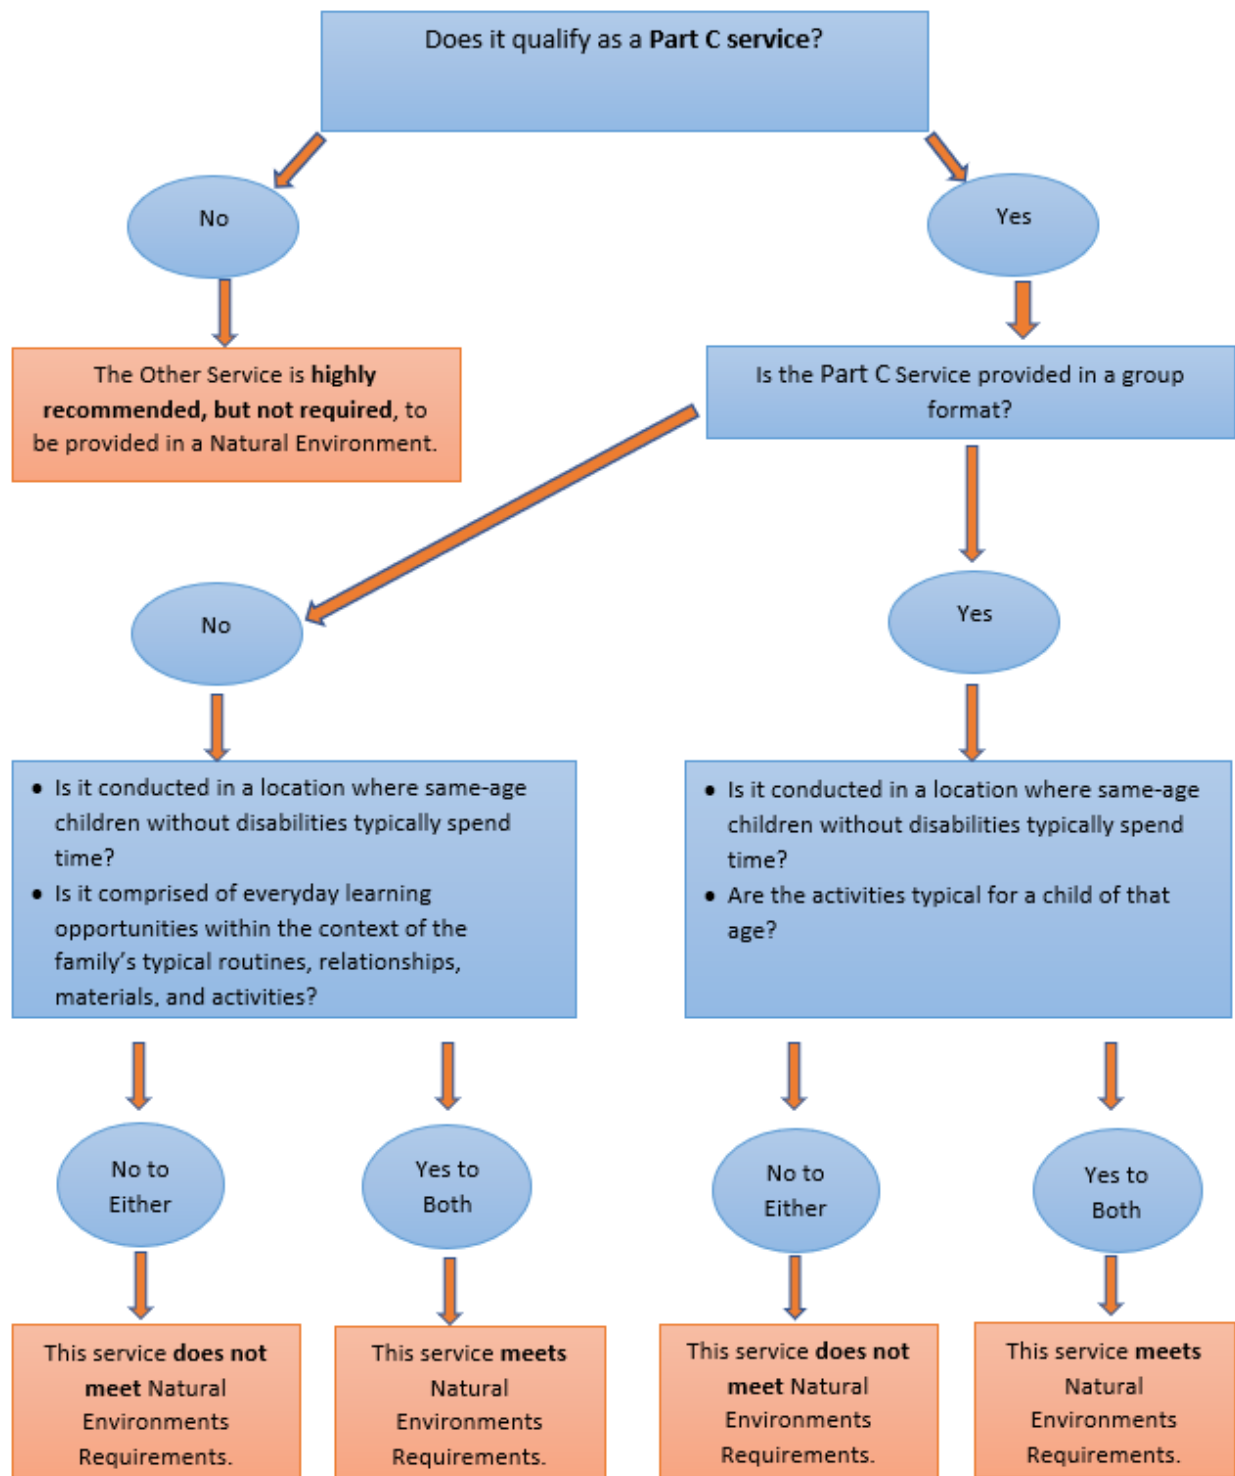 Does it qualify as a Part C service?
No
Yes
The Other Service is highly
recommended, but not required, to
be provided in a Natural Environment.
Is the Part C Service provided in a group
format?
No
Yes
• Is it conducted in a location where same-age
children without disabilities typically spend
time?
• Is it comprised of everyday learning
opportunities within the context of the
family's typical routines, relationships,
materials, and activities?
• Is it conducted in a location where same-age
children without disabilities typically spend
time?
• Are the activities typical for a child of that
age?
No to
Either
Yes to
Both
No to
Either
Yes to
Both
This service does not
meet Natural
Environments
Requirements.
This service meets
Natural
Environments
Requirements.
This service does not
meet Natural
Environments
Requirements.
This service meets
Natural
Environments
Requirements.